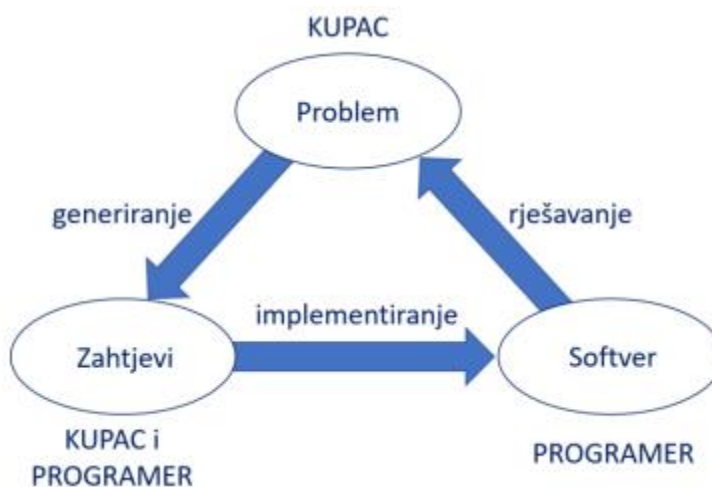 KUPAC
Problem
generiranje
rješavanje
implementiranje
Zahtjevi
Softver
KUPAC i
PROGRAMER
PROGRAMER